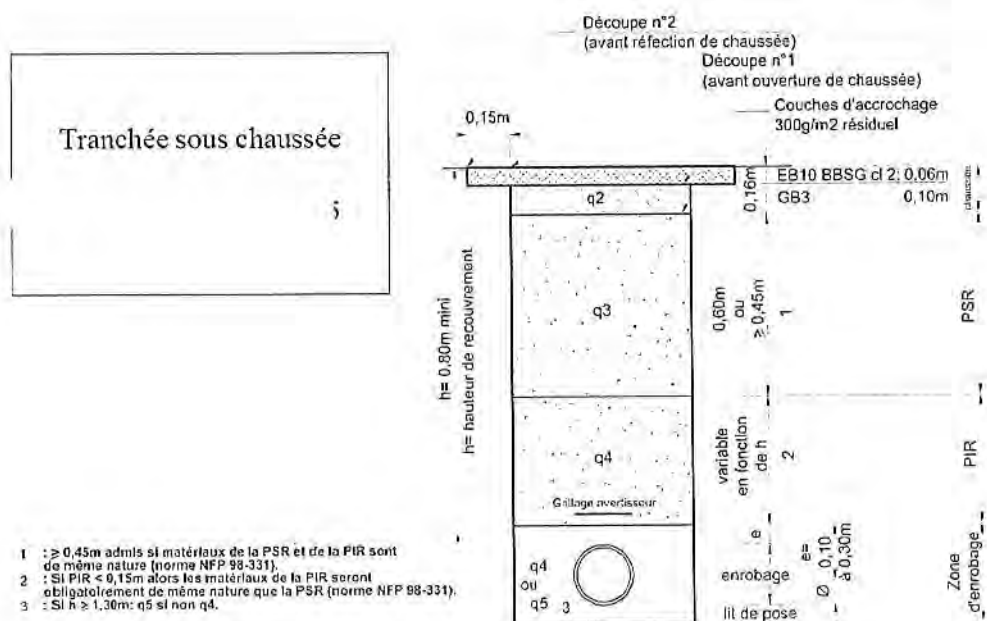 Découpe n°2
(avant réfection de chaussée)
Découpe n°1
(avant ouverture de chaussée)
Couches d'accrochage
300g/m2 résiduel
Tranchée sous chaussée
5
0,15m
EB10 BBSG cl 2: 0.06m
GB3 0,10m
0,16m
chaussée
q2
h= 0.80m mini
h= hauteur de recouvrement
q3
0,60m
ou
≥ 0,45m
1
PSR
q4
Grillage avertisseur
variable
en fonction
de h
2
PIR
q4
ou
q5 3
e
enrobage
lit de pose
e=
Ø 0,10
à 0,30m
Zone
d'enrobage
1 : ≥ 0,45m admis si matériaux de la PSR et de la PIR sont
de même nature (norme NFP 98-331).
2 : Si PIR < 0,15m alors les matériaux de la PIR seront
obligatoirement de même nature que la PSR (norme NFP 98-331).
3 : Si h ≥ 1,30m: q5 si non q4.